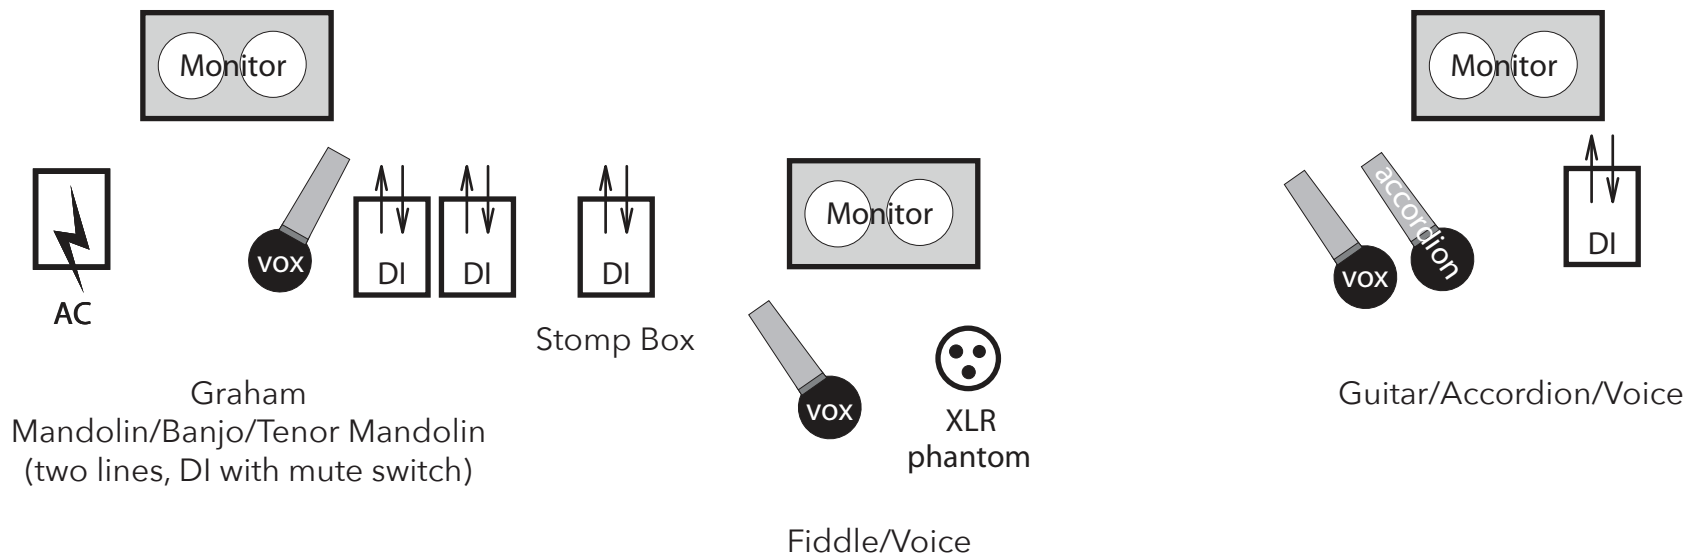 Monitor
AC
vox
DI
DI
Graham
Mandolin/Banjo/Tenor Mandolin
(two lines, DI with mute switch)
DI
Stomp Box
Monitor
vox
XLR
phantom
Fiddle/Voice
Monitor
vox
accordion
DI
Guitar/Accordion/Voice